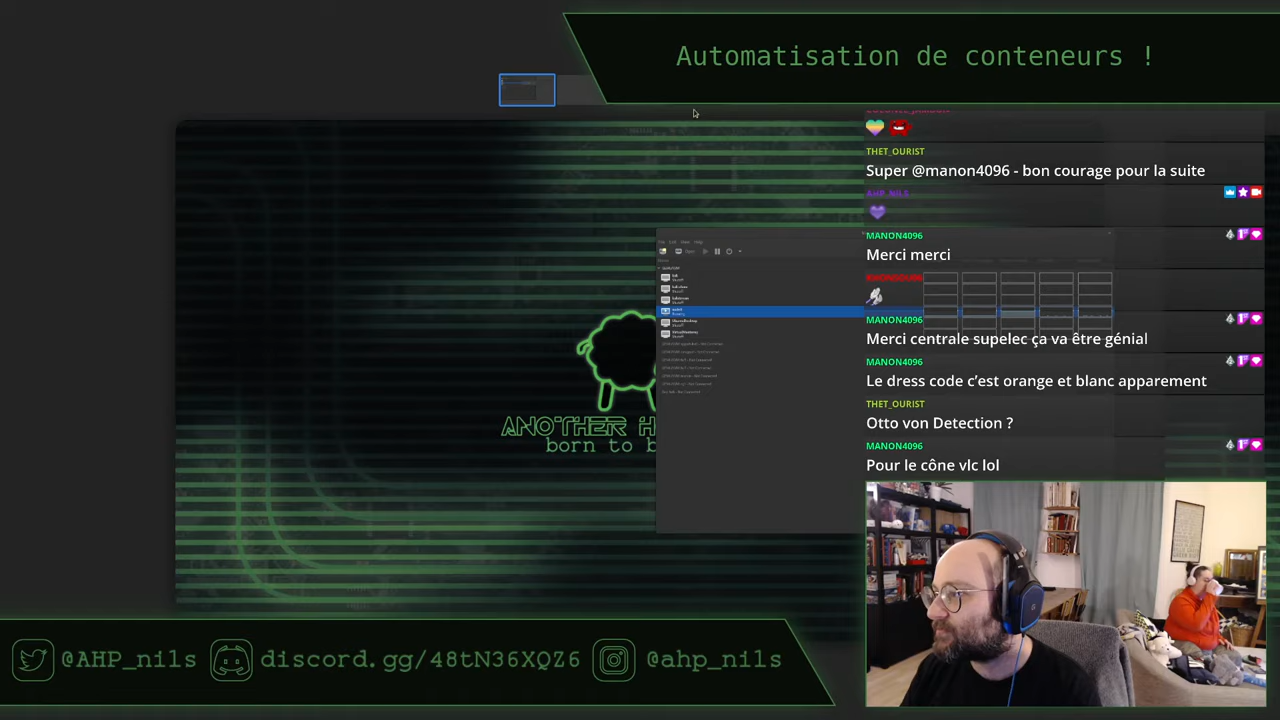 Automatisation de conteneurs !
THET_OURIST
Super @manon4096 - bon courage pour la suite
AHP_NILS
MANON4096
Merci merci
MANON4096
Merci centrale supelec ça va être génial
MANON4096
Le dress code c’est orange et blanc apparement
THET_OURIST
Otto von Detection ?
MANON4096
Pour le cône vlc lol
ANOTHER H
born to b
@AHP_nils
discord.gg/48tN36XQZ6
@ahp_nils